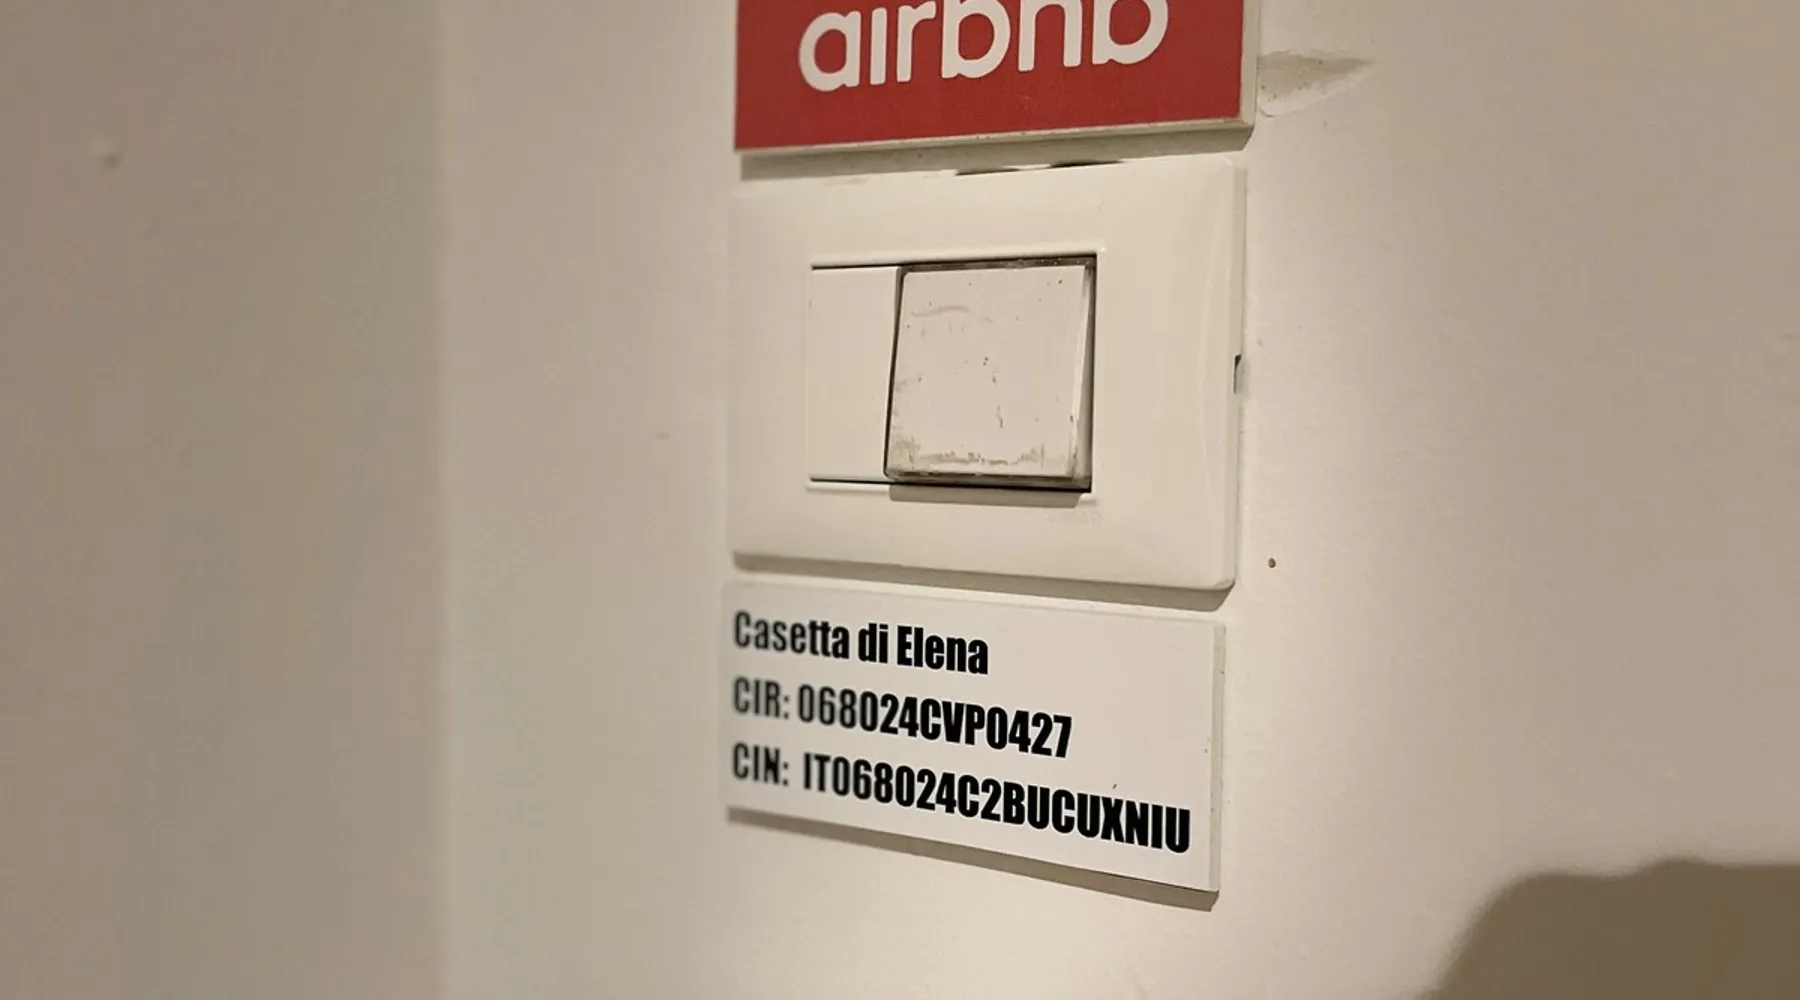 airbnb
Casetta di Elena
CIR: 068024CVP0427
CIN: IT068024C2BUCUXNIU